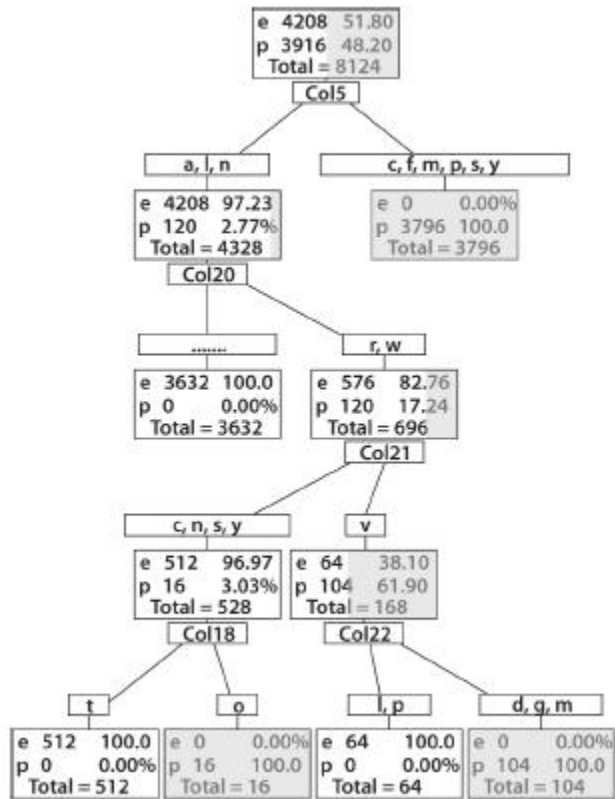 e 4208 51.80
p 3916 48.20
Total = 8124
Col5
a, l, n
c, f, m, p, s, y
e 4208 97.23
p 120 2.77%
Total = 4328
e 0 0.00%
p 3796 100.0
Total = 3796
Col20
.......
r, w
e 3632 100.0
p 0 0.00%
Total = 3632
e 576 82.76
p 120 17.24
Total = 696
Col21
c, n, s, y
v
e 512 96.97
p 16 3.03%
Total = 528
e 64 38.10
p 104 61.90
Total = 168
Col18
Col22
t
o
l, p
d, g, m
e 512 100.0
p 0 0.00%
Total = 512
e 0 0.00%
p 16 100.0
Total = 16
e 64 100.0
p 0 0.00%
Total = 64
e 0 0.00%
p 104 100.0
Total = 104